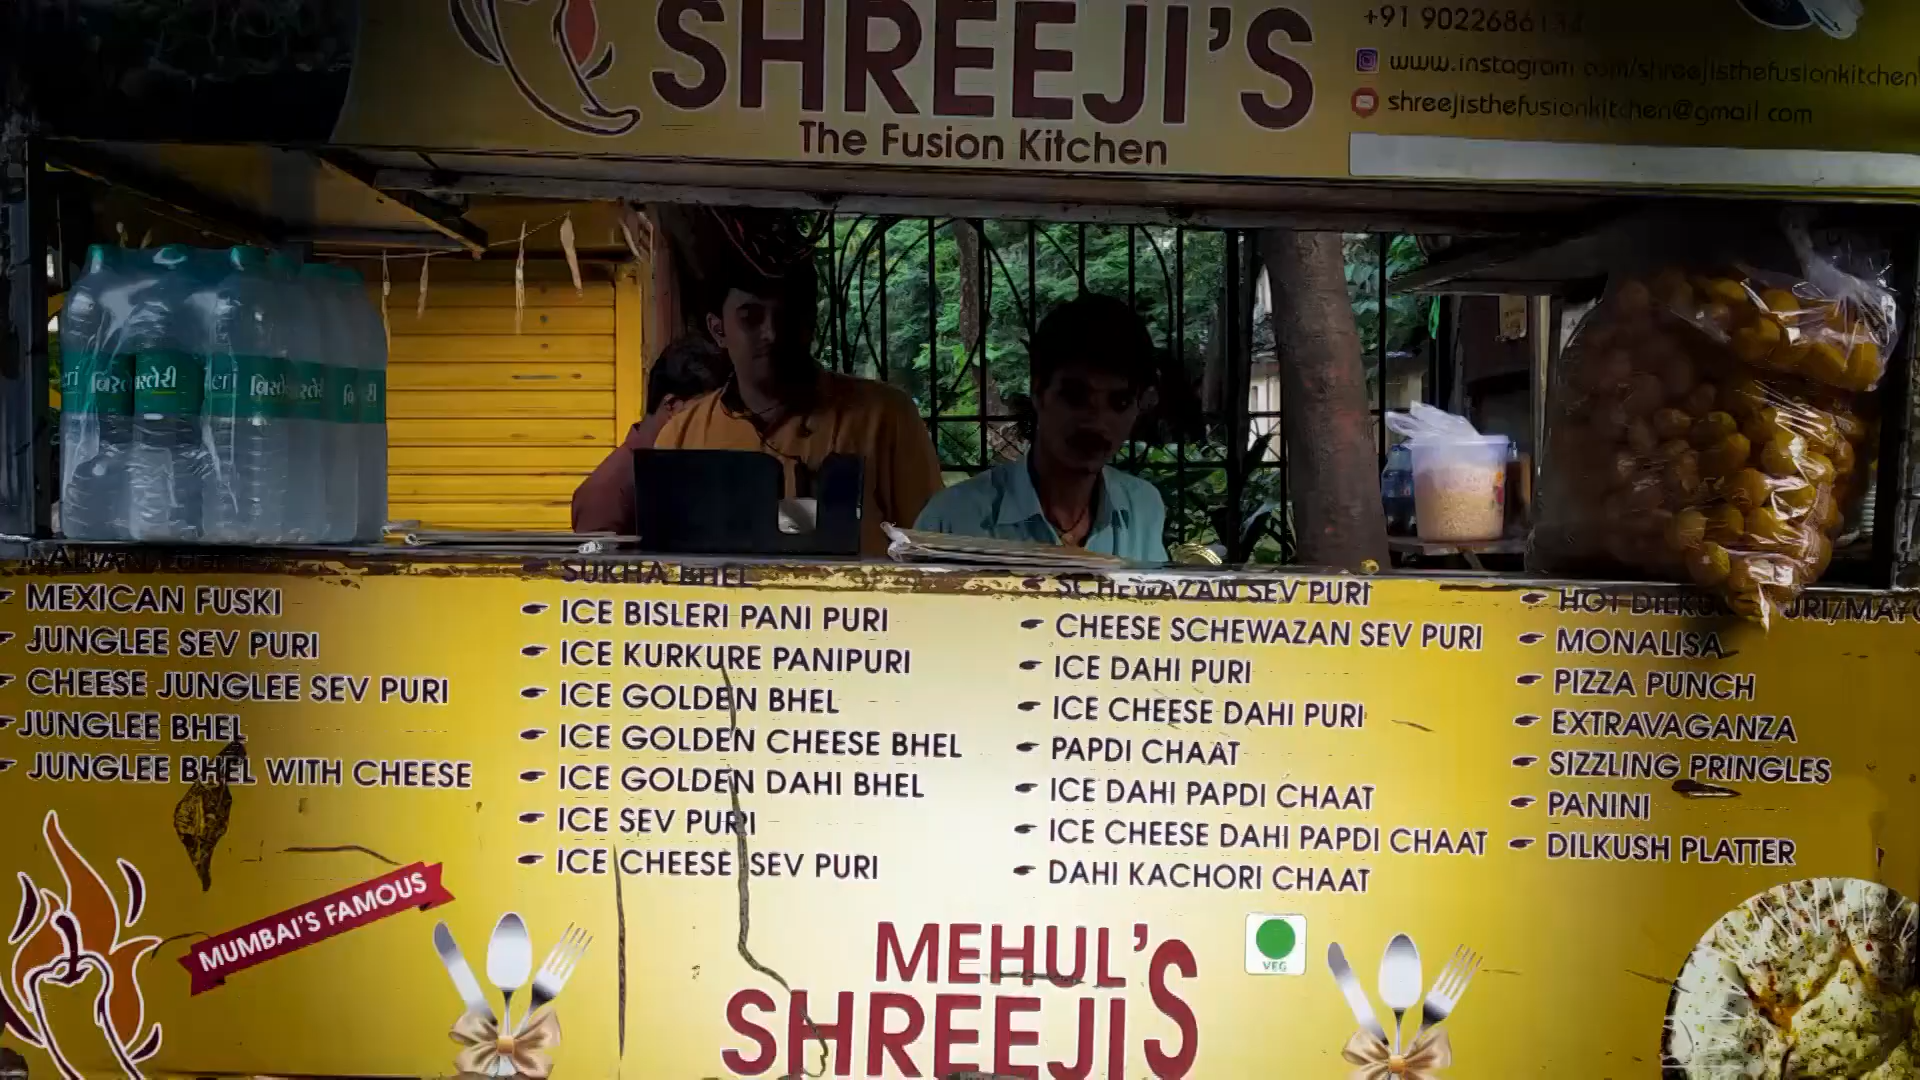 SHREEJI'S
The Fusion Kitchen
+91 9022686134
www.instagram.com/shreejisthefusionkitchen
shreejisthefusionkitchen@gmail.com
MEXICAN FUSKI
JUNGLEE SEV PURI
CHEESE JUNGLEE SEV PURI
JUNGLEE BHEL
JUNGLEE BHEL WITH CHEESE
SUKHA BHEL
ICE BISLERI PANI PURI
ICE KURKURE PANIPURI
ICE GOLDEN BHEL
ICE GOLDEN CHEESE BHEL
ICE GOLDEN DAHI BHEL
ICE SEV PURI
ICE CHEESE SEV PURI
SCHEWAZAN SEV PURI
CHEESE SCHEWAZAN SEV PURI
ICE DAHI PURI
ICE CHEESE DAHI PURI
PAPDI CHAAT
ICE DAHI PAPDI CHAAT
ICE CHEESE DAHI PAPDI CHAAT
DAHI KACHORI CHAAT
HOT
MONALISA
PIZZA PUNCH
EXTRAVAGANZA
SIZZLING PRINGLES
PANINI
DILKUSH PLATTER
MUMBAI'S FAMOUS
MEHUL'S
SHREEJI'S
VEG